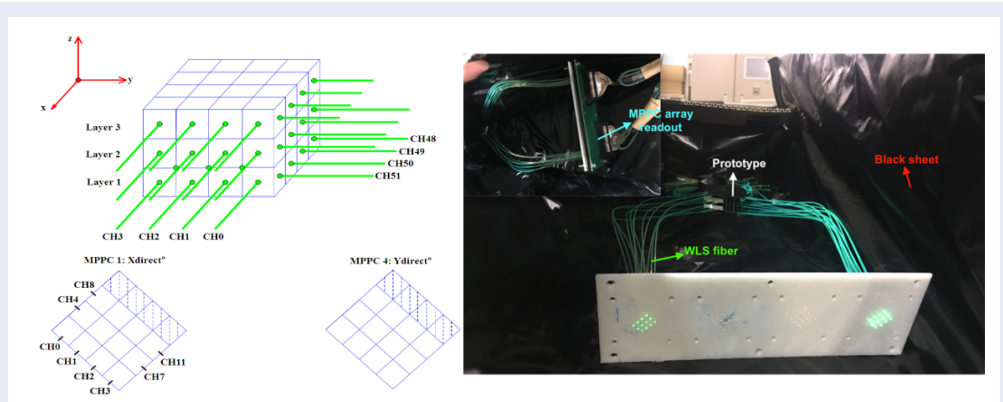 z
y
x
Layer 3
Layer 2
Layer 1
CH48
CH49
CH50
CH51
CH3 CH2 CH1 CH0
MPPC 1: Xdirect°
CH8
CH4
CH0
CH1
CH2
CH3
CH11
CH7
MPPC 4: Ydirect°
MPPC array
readout
Prototype
Black sheet
WLS fiber